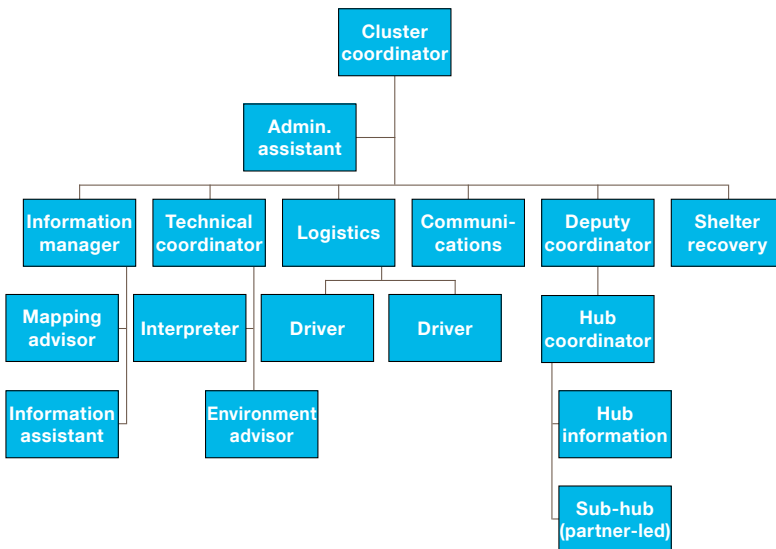 Cluster
coordinator
Admin.
assistant
Information
manager
Technical
coordinator
Logistics
Communi-
cations
Deputy
coordinator
Shelter
recovery
Mapping
advisor
Interpreter
Driver
Driver
Hub
coordinator
Information
assistant
Environment
advisor
Hub
information
Sub-hub
(partner-led)